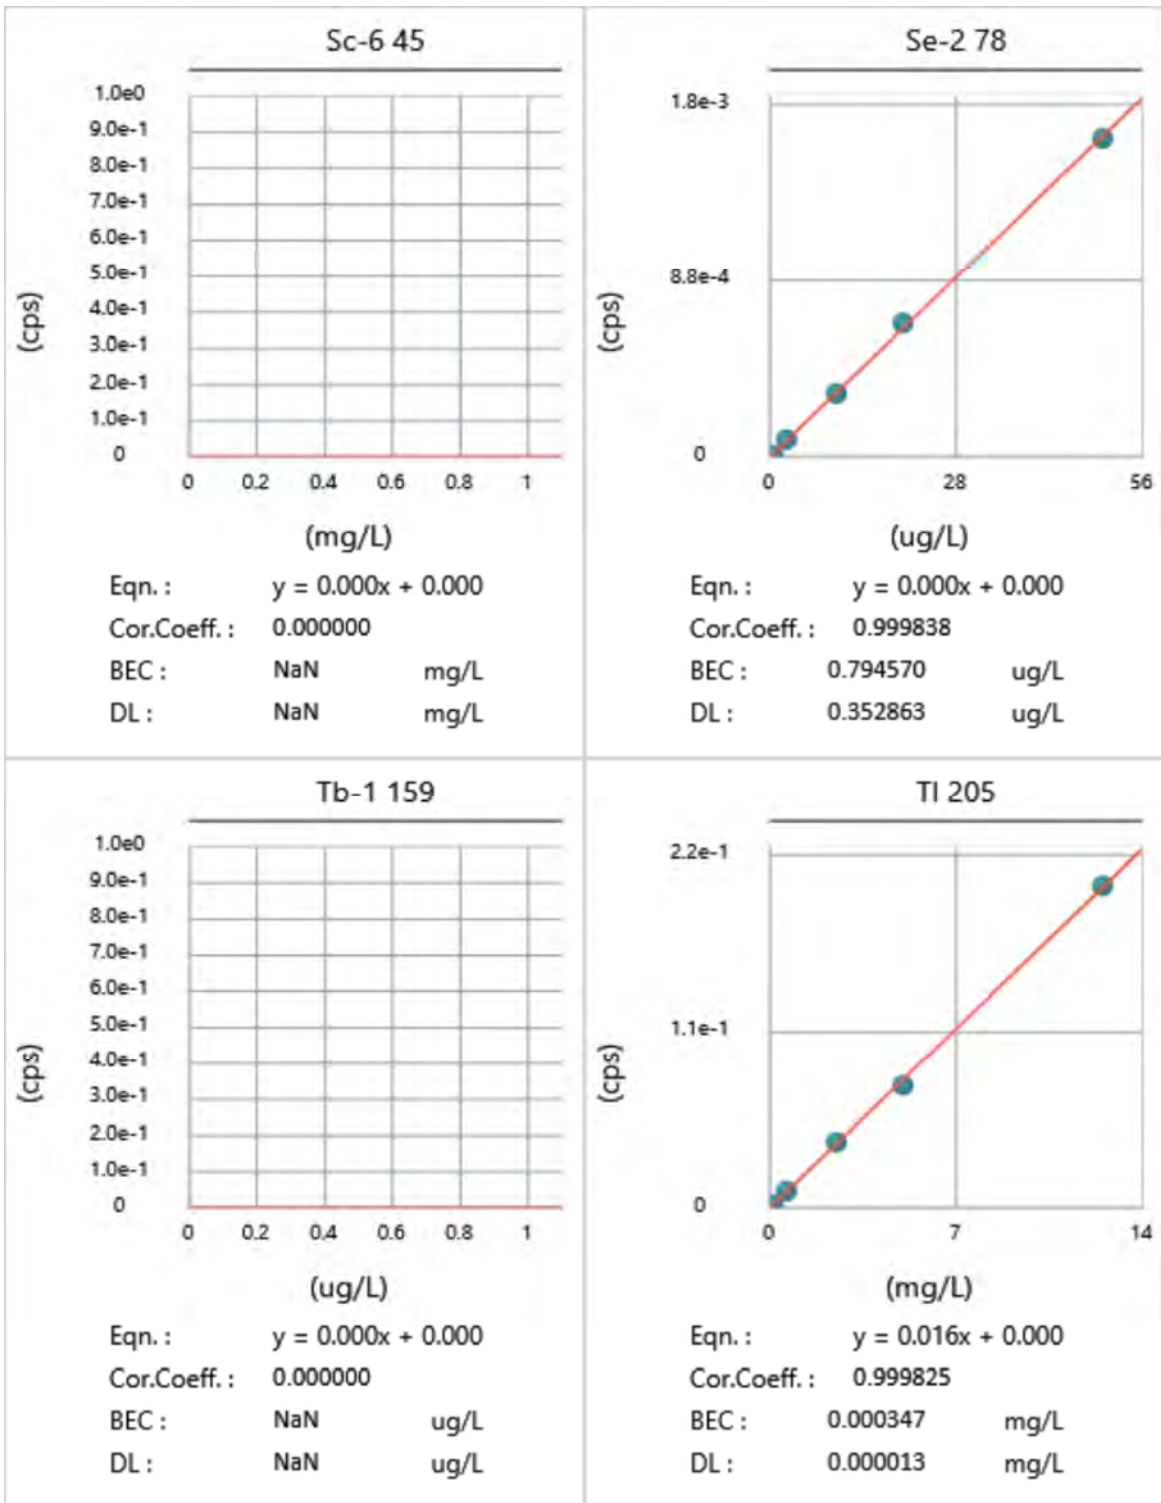 Sc-6 45
1.0e0
9.0e-1
8.0e-1
7.0e-1
6.0e-1
5.0e-1
4.0e-1
3.0e-1
2.0e-1
1.0e-1
0
(cps)
0 0.2 0.4 0.6 0.8 1
(mg/L)
Eqn. : y = 0.000x + 0.000
Cor.Coeff. : 0.000000
BEC : NaN mg/L
DL : NaN mg/L
Se-2 78
1.8e-3
8.8e-4
0
(cps)
0 28 56
(ug/L)
Eqn. : y = 0.000x + 0.000
Cor.Coeff. : 0.999838
BEC : 0.794570 ug/L
DL : 0.352863 ug/L
Tb-1 159
1.0e0
9.0e-1
8.0e-1
7.0e-1
6.0e-1
5.0e-1
4.0e-1
3.0e-1
2.0e-1
1.0e-1
0
(cps)
0 0.2 0.4 0.6 0.8 1
(ug/L)
Eqn. : y = 0.000x + 0.000
Cor.Coeff. : 0.000000
BEC : NaN ug/L
DL : NaN ug/L
Tl 205
2.2e-1
1.1e-1
0
(cps)
0 7 14
(mg/L)
Eqn. : y = 0.016x + 0.000
Cor.Coeff. : 0.999825
BEC : 0.000347 mg/L
DL : 0.000013 mg/L